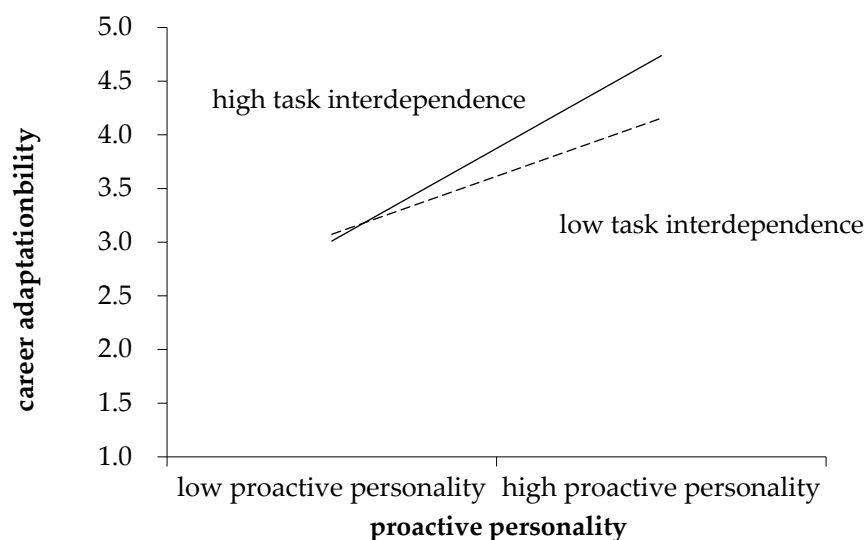 5.0
4.5
high task interdependence
4.0
3.5
low task interdependence
3.0
2.5
2.0
1.5
1.0
career adaptationbility
low proactive personality high proactive personality
proactive personality